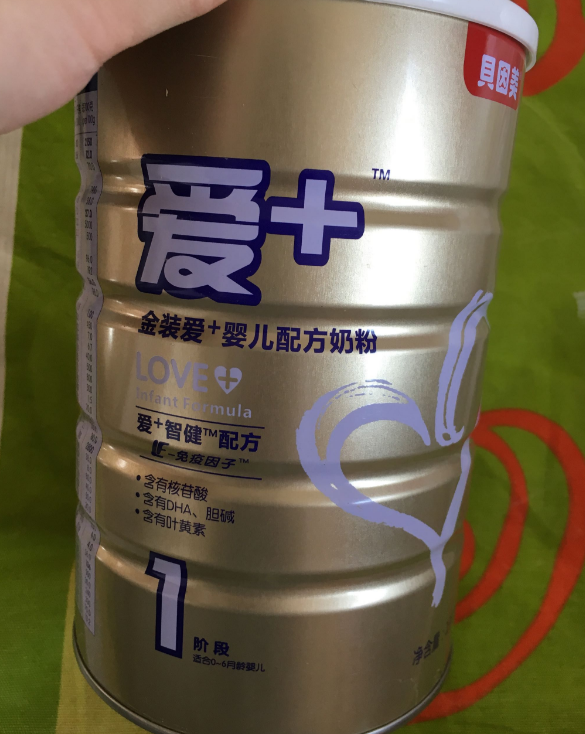 貝因美
爱+™
金装爱+婴儿配方奶粉
LOVE+
Infant Formula
爱+智健™配方
E-免疫因子™
•含有核苷酸
•含有DHA、胆碱
•含有叶黄素
1 阶段
适合0-6月龄婴儿
净含量